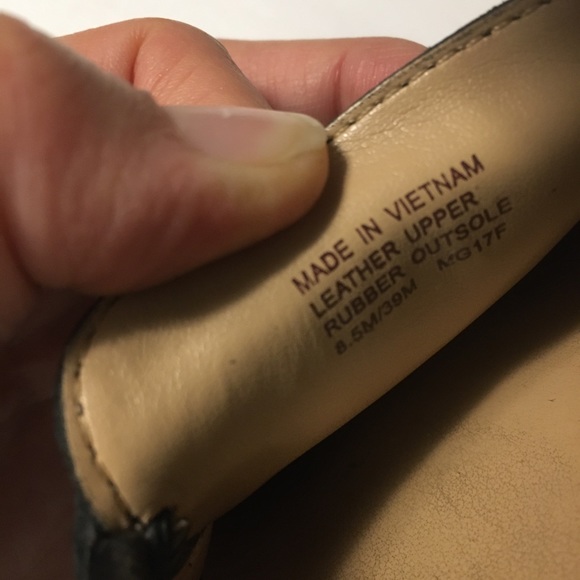 MADE IN VIETNAM
LEATHER UPPER
RUBBER OUTSOLE
8.5M/39M MG17F